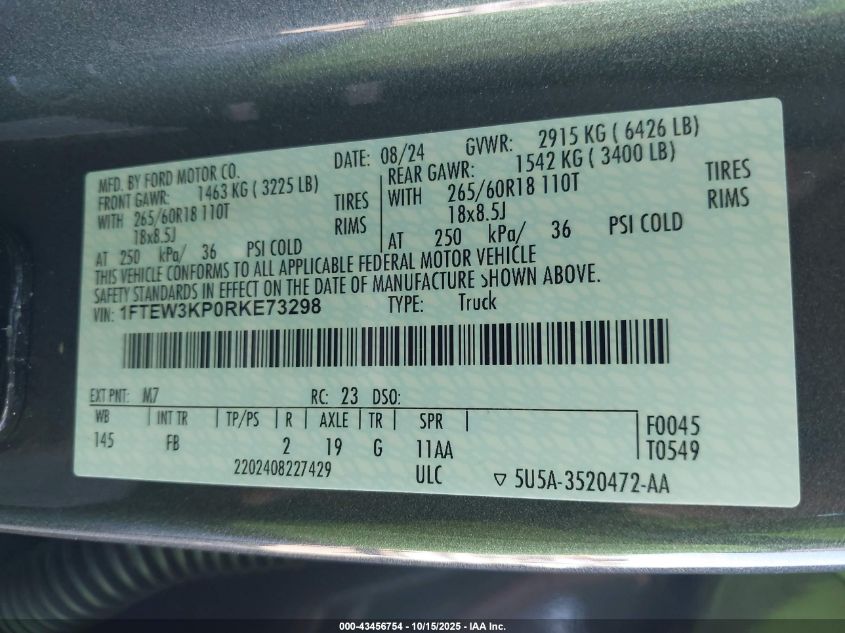 MFD. BY FORD MOTOR CO.
DATE: 08/24 GVWR: 2915 KG ( 6426 LB)
FRONT GAWR: 1463 KG ( 3225 LB)
WITH 265/60R18 110T TIRES
18x8.5J RIMS
AT 250 kPa/ 36 PSI COLD
REAR GAWR: 1542 KG ( 3400 LB)
WITH 265/60R18 110T TIRES
18x8.5J RIMS
AT 250 kPa/ 36 PSI COLD
THIS VEHICLE CONFORMS TO ALL APPLICABLE FEDERAL MOTOR VEHICLE
SAFETY STANDARDS IN EFFECT ON THE DATE OF MANUFACTURE SHOWN ABOVE.
VIN: 1FTEW3KP0RKE73298 TYPE: Truck
EXT PNT: M7 RC: 23 DSO:
WB INT TR TP/PS R AXLE TR SPR
145 FB 2 19 G 11AA
F0045
T0549
2202408227429 ULC ▽ 5U5A-3520472-AA
000-43456754 - 10/15/2025 - IAA Inc.